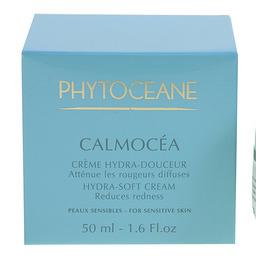 PHYTOCEANE
CALMOCÉA
CRÈME HYDRA-DOUCEUR
Atténue les rougeurs diffuses
HYDRA-SOFT CREAM
Reduces redness
PEAUX SENSIBLES - FOR SENSITIVE SKIN
50 ml - 1.6 Fl.oz